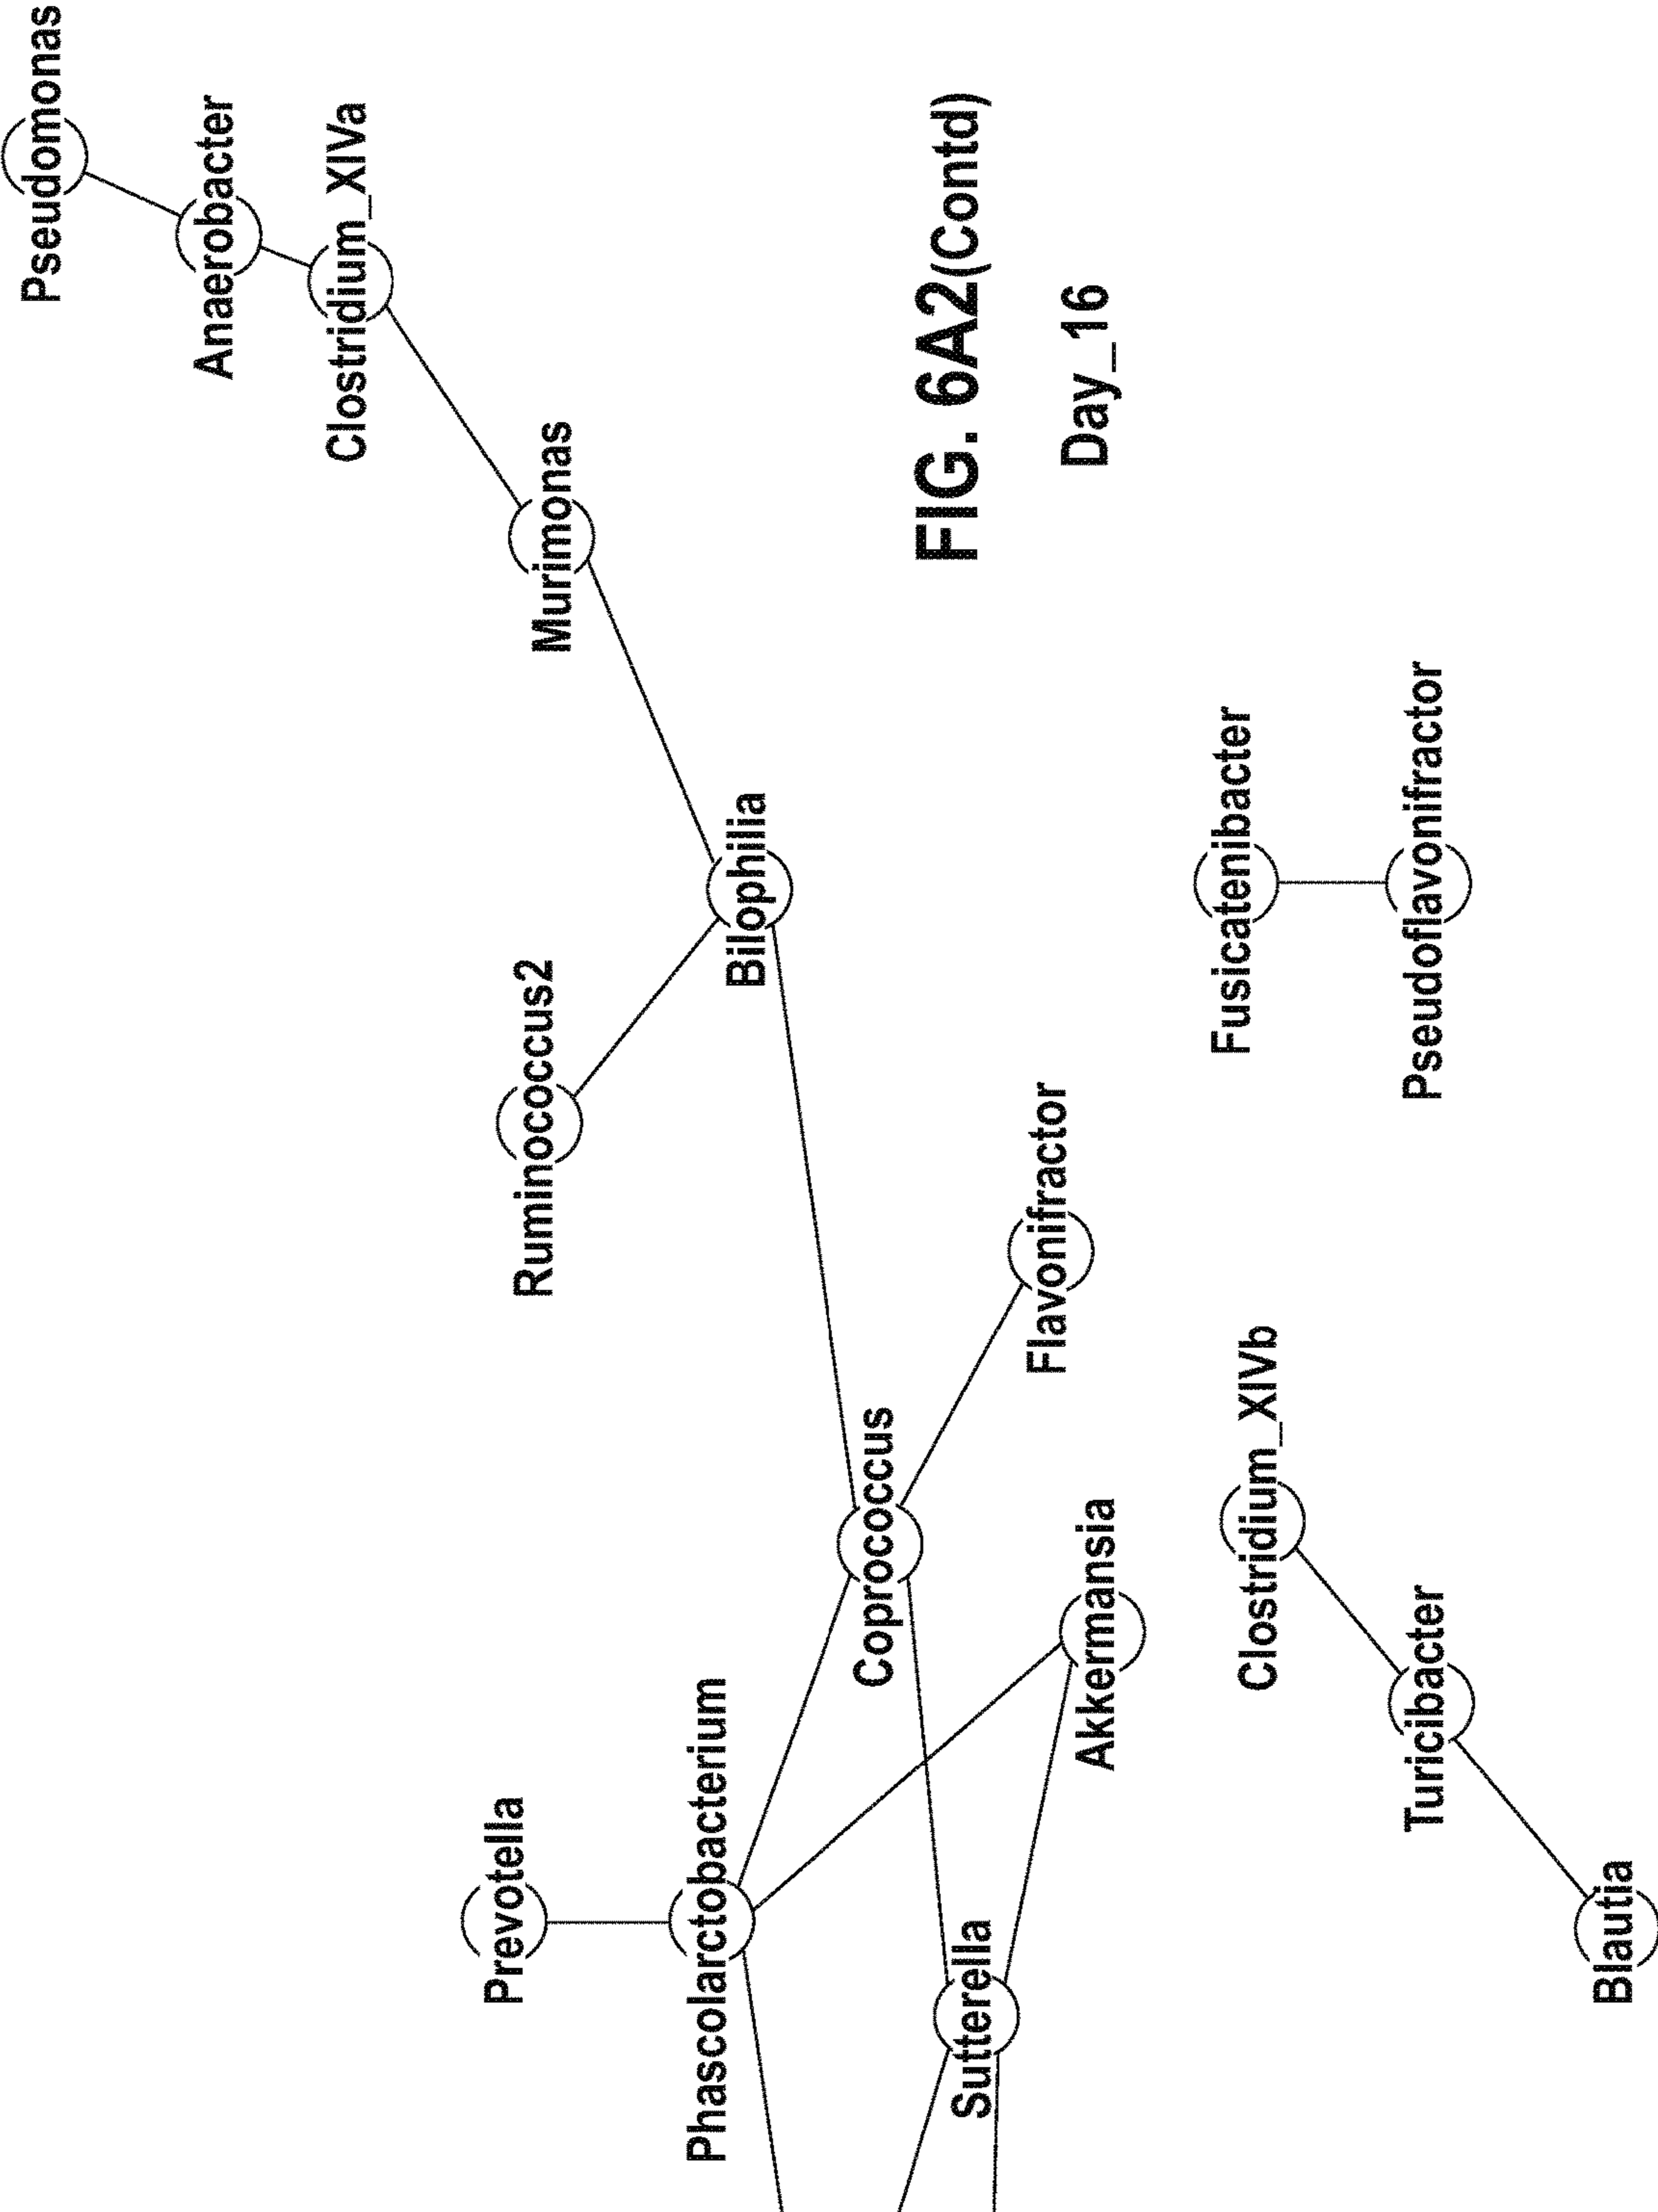 Pseudomonas
Anaerobacter
Clostridium_XIVa
Murimonas
Bilophilia
Ruminococcus2
Coprococcus
Flavonifractor
Prevotella
Phascolarctobacterium
Akkermansia
Sutterella
Fusicatenibacter
Pseudoflavonifractor
Clostridium_XIVb
Turicibacter
Blautia
FIG. 6A2(Contd)
Day_16